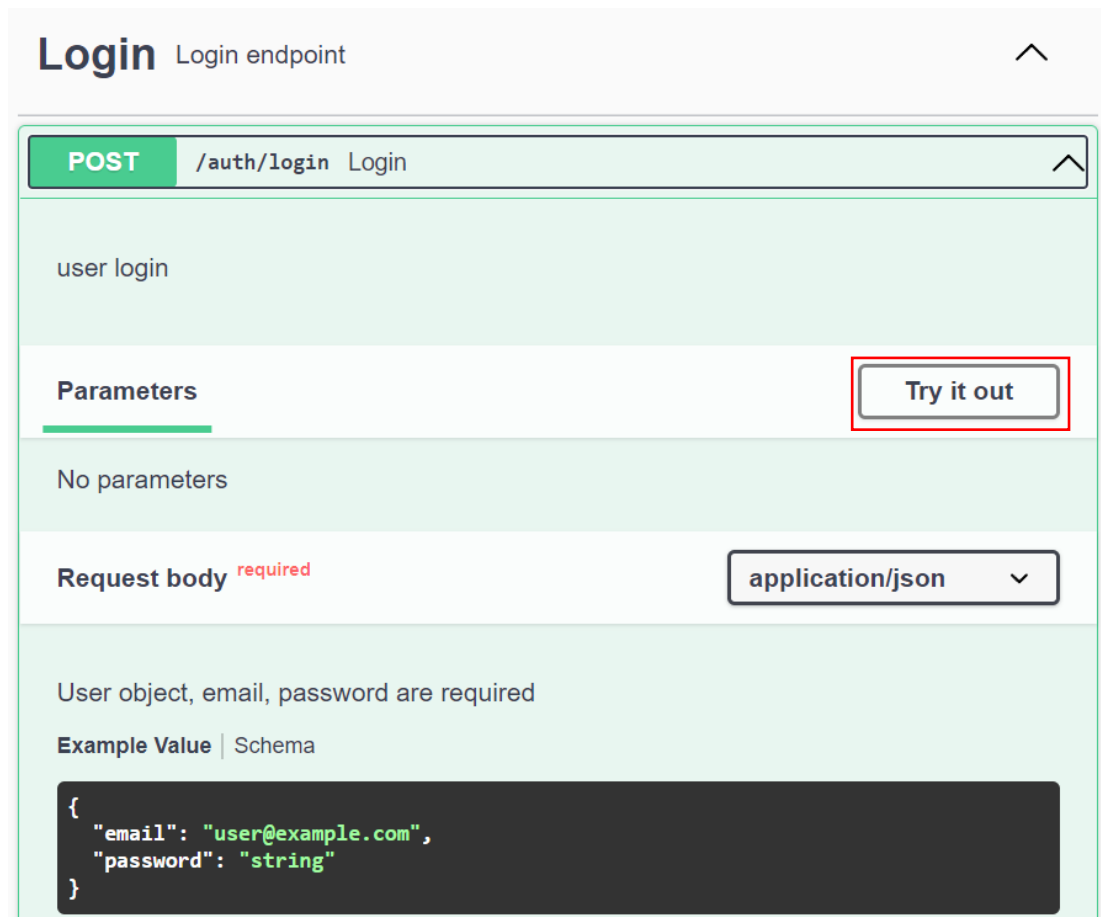 Login Login endpoint
POST /auth/login Login
user login
Parameters Try it out
No parameters
Request body required application/json
User object, email, password are required
Example Value Schema
{
"email": "user@example.com",
"password": "string"
}